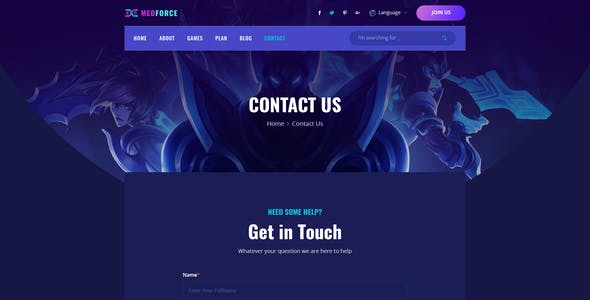 MEDFORCE
Language
JOIN US
HOME ABOUT GAMES PLAN BLOG CONTACT
I'm searching for _
CONTACT US
Home > Contact Us
NEED SOME HELP?
Get in Touch
Whatever your question we are here to help
Name*
Enter Your Fullname